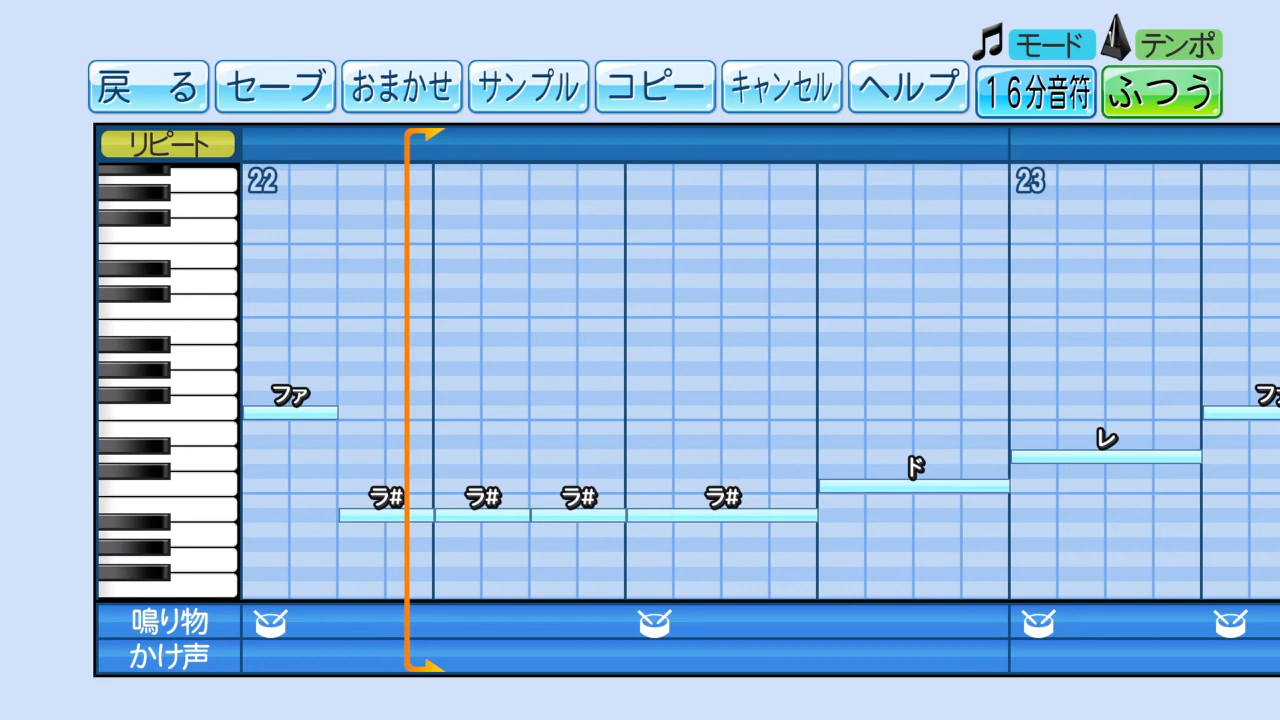 モード テンポ
戻る セーブ おまかせ サンプル コピー キャンセル ヘルプ 16分音符 ふつう
リピート
22 23
ファ
レ
ド
ラ# ラ# ラ# ラ#
鳴り物
かけ声